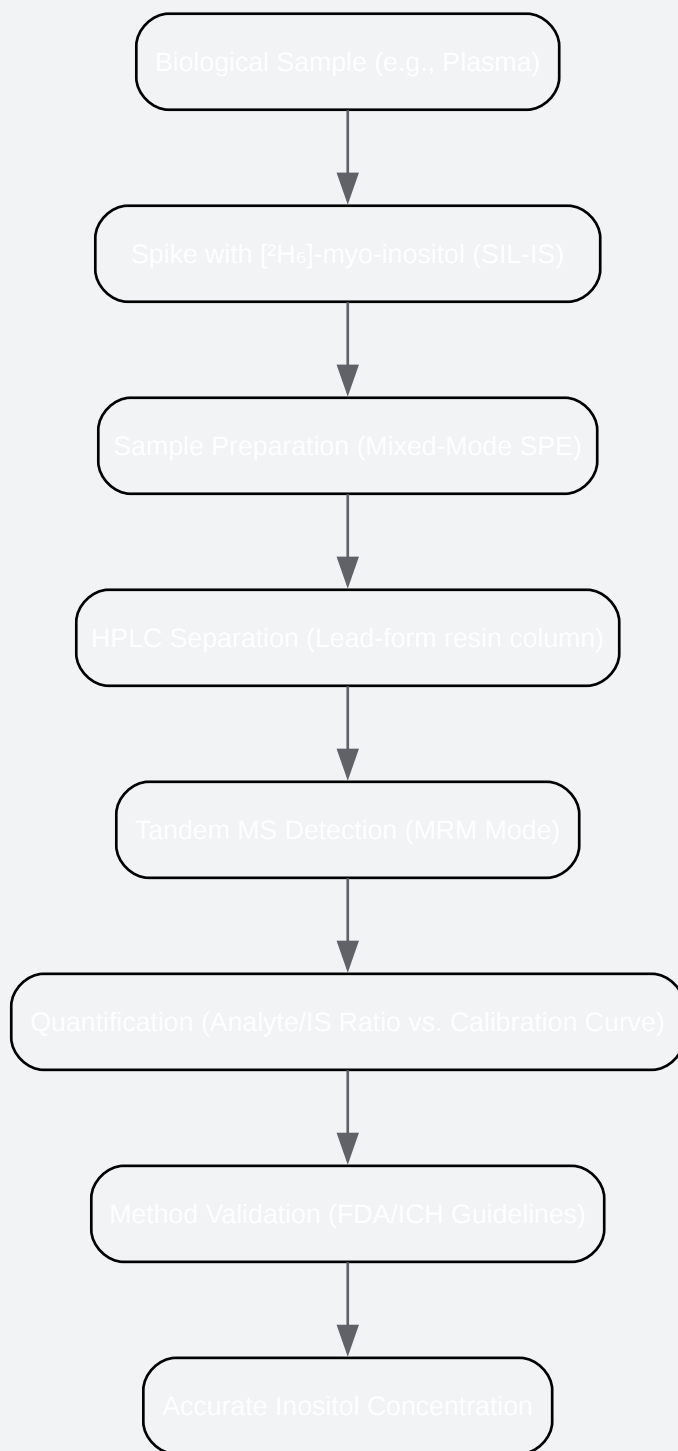 Biological Sample (e.g., Plasma)
Spike with [²H₆]-myo-inositol (SIL-IS)
Sample Preparation (Mixed-Mode SPE)
HPLC Separation (Lead-form resin column)
Tandem MS Detection (MRM Mode)
Quantification (Analyte/IS Ratio vs. Calibration Curve)
Method Validation (FDA/ICH Guidelines)
Accurate Inositol Concentration